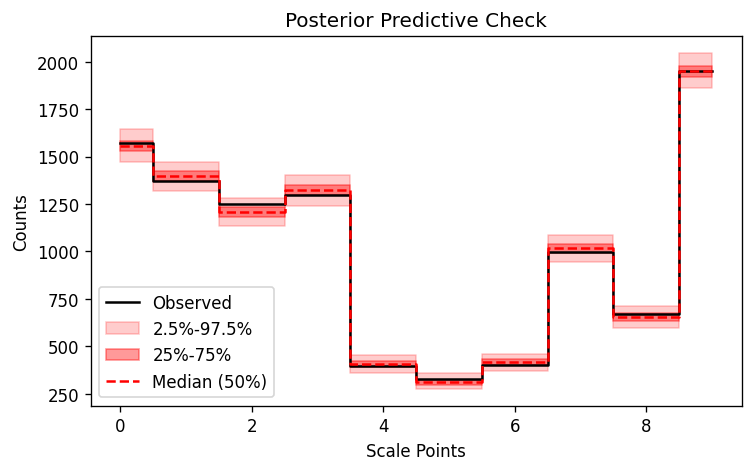 Posterior Predictive Check
Counts
2000
1750
1500
1250
1000
750
500
250
Observed
2.5%-97.5%
25%-75%
Median (50%)
0 2 4 6 8
Scale Points